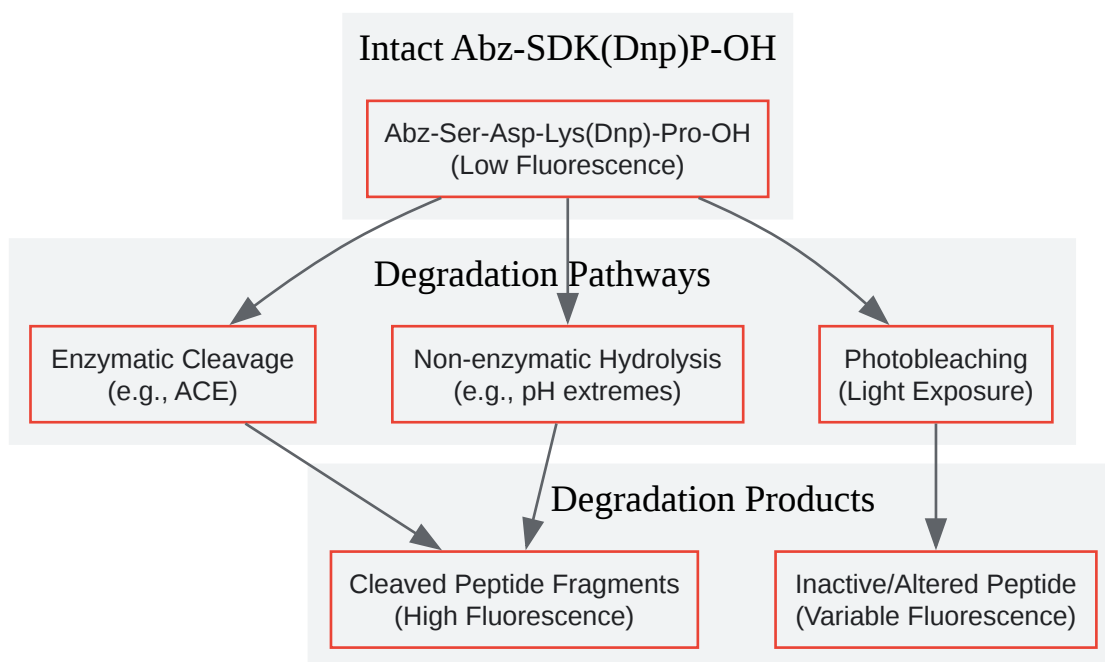 Intact Abz-SDK(Dnp)P-OH
Abz-Ser-Asp-Lys(Dnp)-Pro-OH
(Low Fluorescence)
Degradation Pathways
Enzymatic Cleavage
(e.g., ACE)
Non-enzymatic Hydrolysis
(e.g., pH extremes)
Photobleaching
(Light Exposure)
Degradation Products
Cleaved Peptide Fragments
(High Fluorescence)
Inactive/Altered Peptide
(Variable Fluorescence)